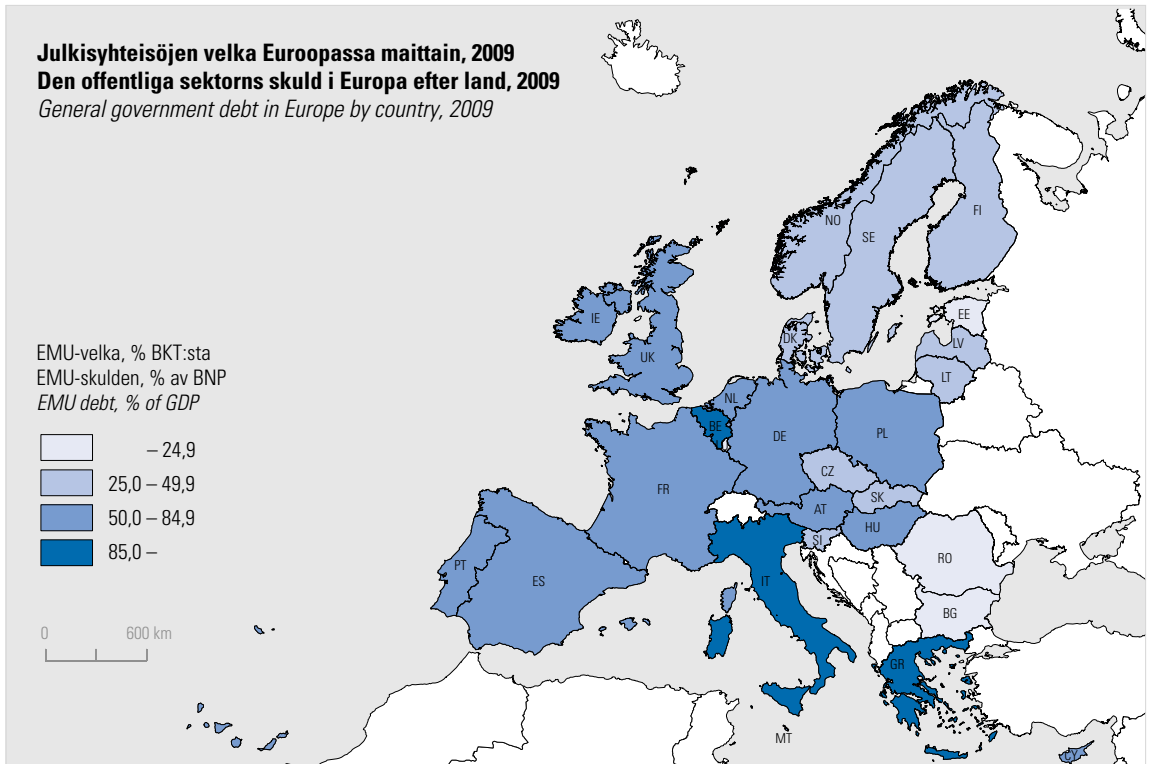 Julkisyhteisöjen velka Euroopassa maittain, 2009
Den offentliga sektorns skuld i Europa efter land, 2009
General government debt in Europe by country, 2009
NO
SE
FI
EE
LV
LT
DK
IE
UK
NL
BE
DE
PL
CZ
SK
FR
AT
HU
SI
RO
PT
ES
IT
BG
GR
MT
CY
EMU-velka, % BKT:sta
EMU-skulden, % av BNP
EMU debt, % of GDP
– 24,9
25,0 – 49,9
50,0 – 84,9
85,0 –
0 600 km